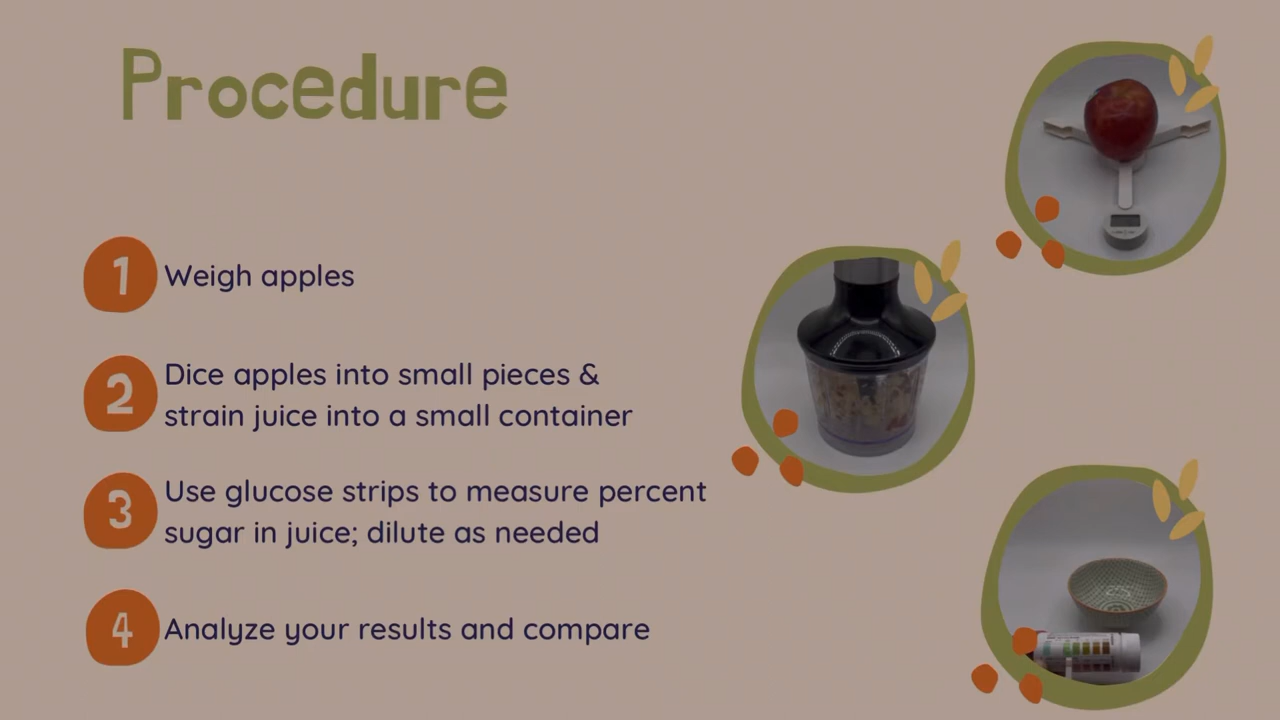 Procedure
1 Weigh apples
2 Dice apples into small pieces &
strain juice into a small container
3 Use glucose strips to measure percent
sugar in juice; dilute as needed
4 Analyze your results and compare